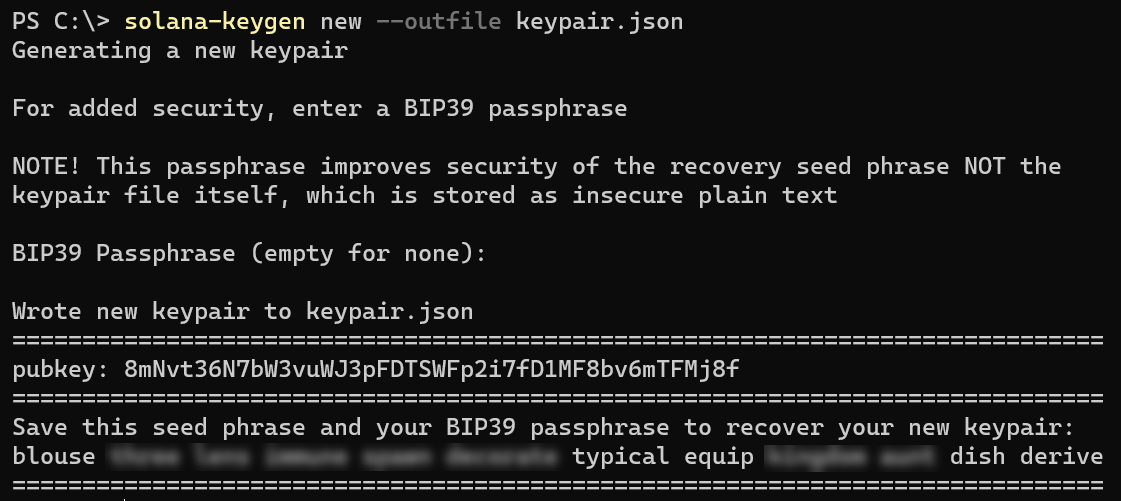 PS C:\> solana-keygen new --outfile keypair.json
Generating a new keypair
For added security, enter a BIP39 passphrase
NOTE! This passphrase improves security of the recovery seed phrase NOT the
keypair file itself, which is stored as insecure plain text
BIP39 Passphrase (empty for none):
Wrote new keypair to keypair.json
==============================================================================
pubkey: 8mNvt36N7bW3vuWJ3pFDTSWFp2i7fD1MF8bv6mTFMj8f
==============================================================================
Save this seed phrase and your BIP39 passphrase to recover your new keypair:
blouse typical equip dish derive
==============================================================================